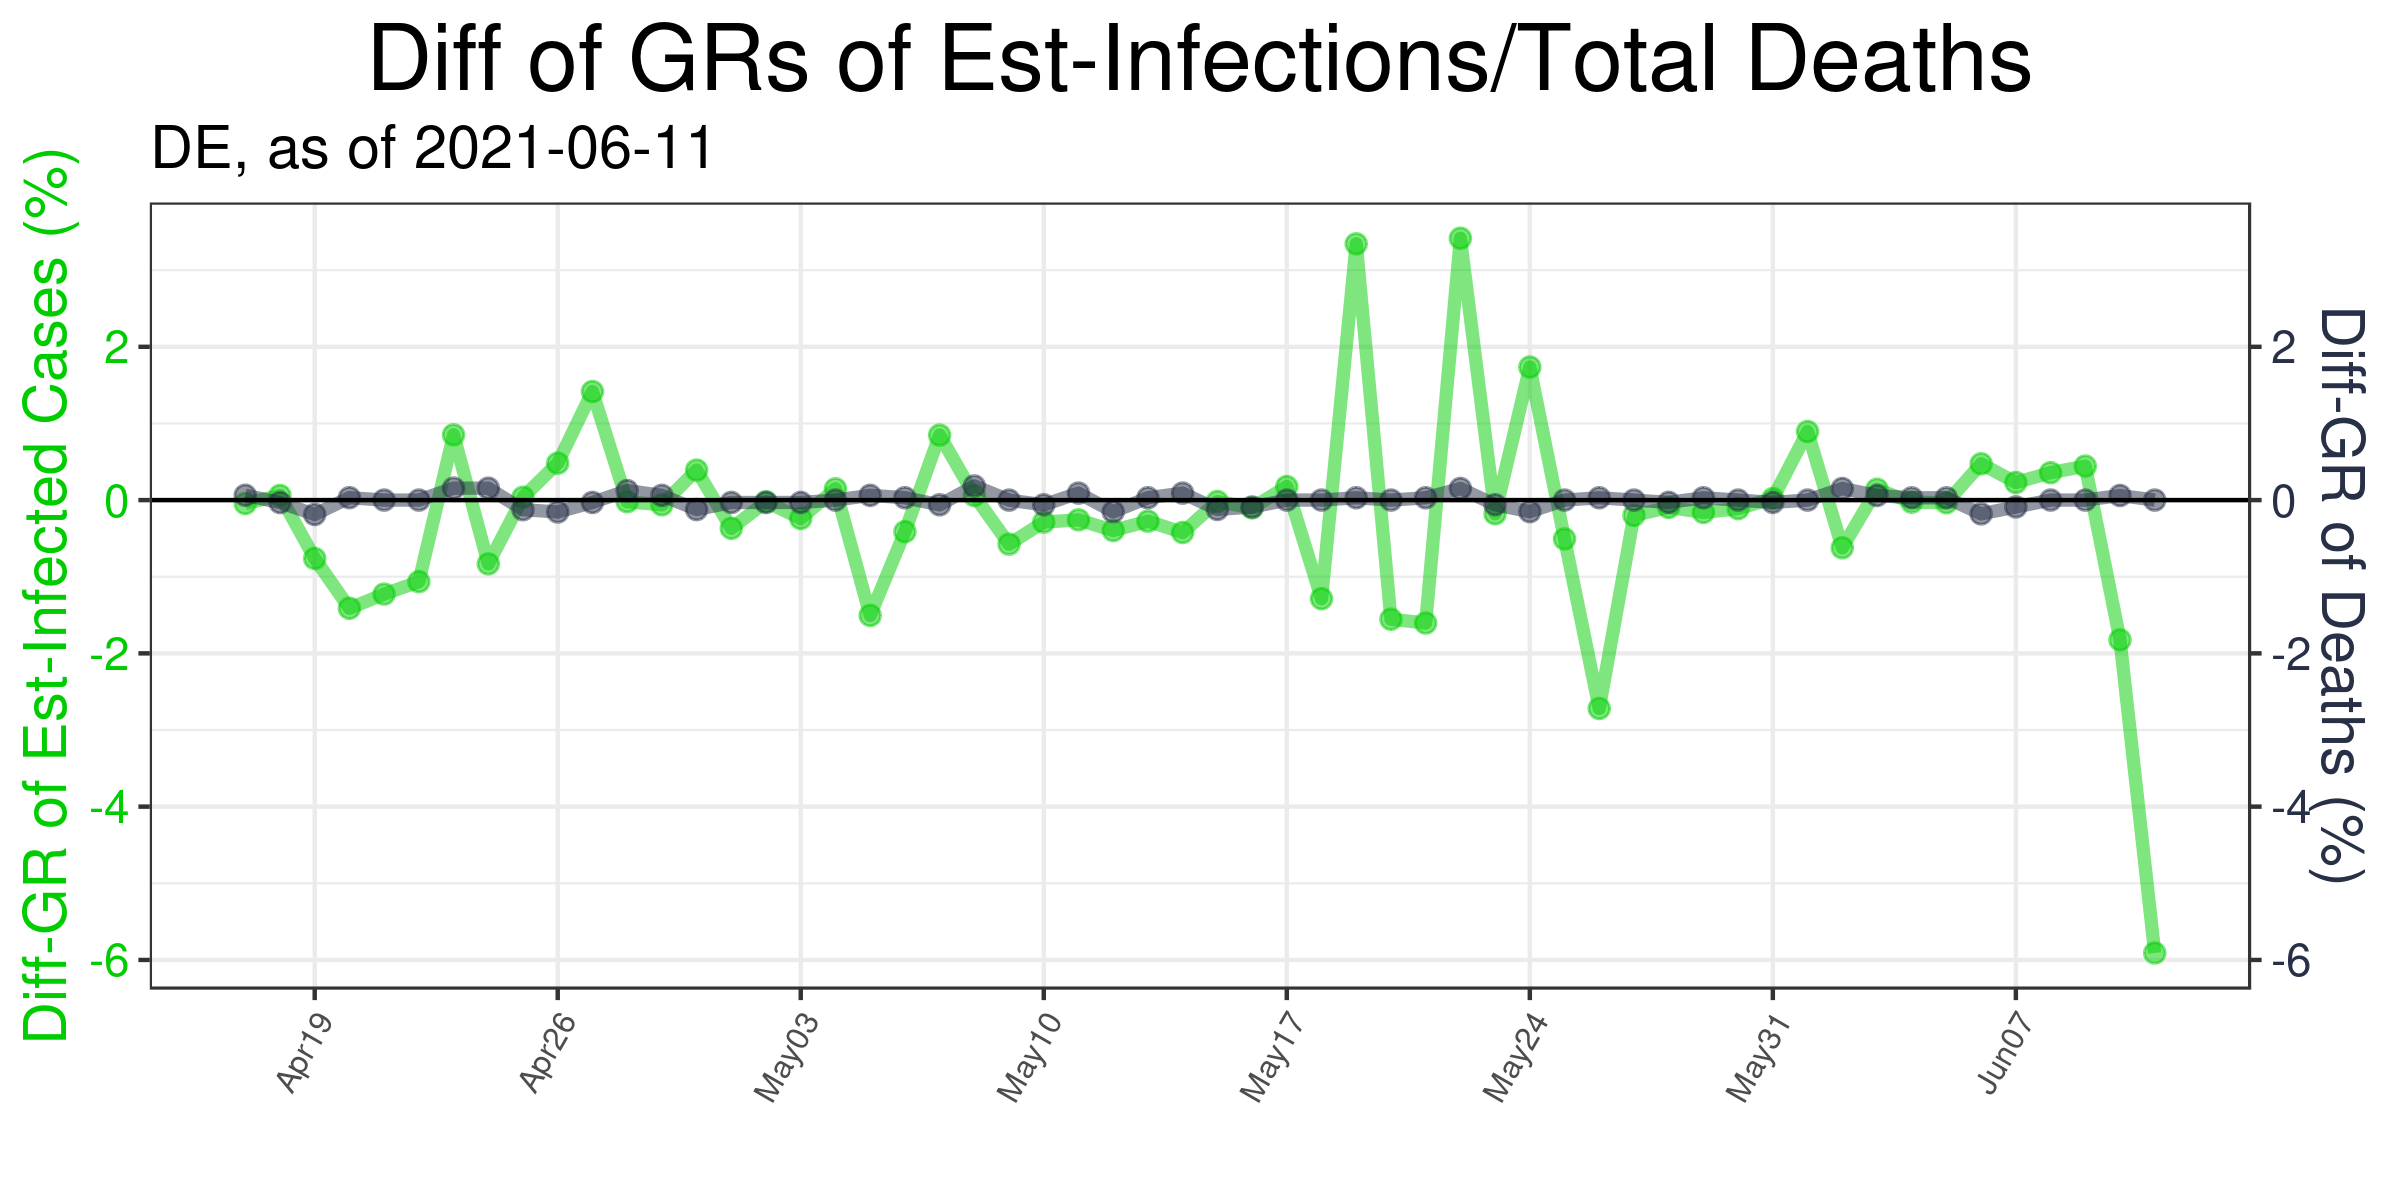 Diff of GRs of Est-Infections/Total Deaths
DE, as of 2021-06-11
Diff-GR of Est-Infected Cases (%)
2
0
-2
-4
-6
2
0
-2
-4
-6
Diff-GR of Deaths (%)
Apr19
Apr26
May03
May10
May17
May24
May31
Jun07